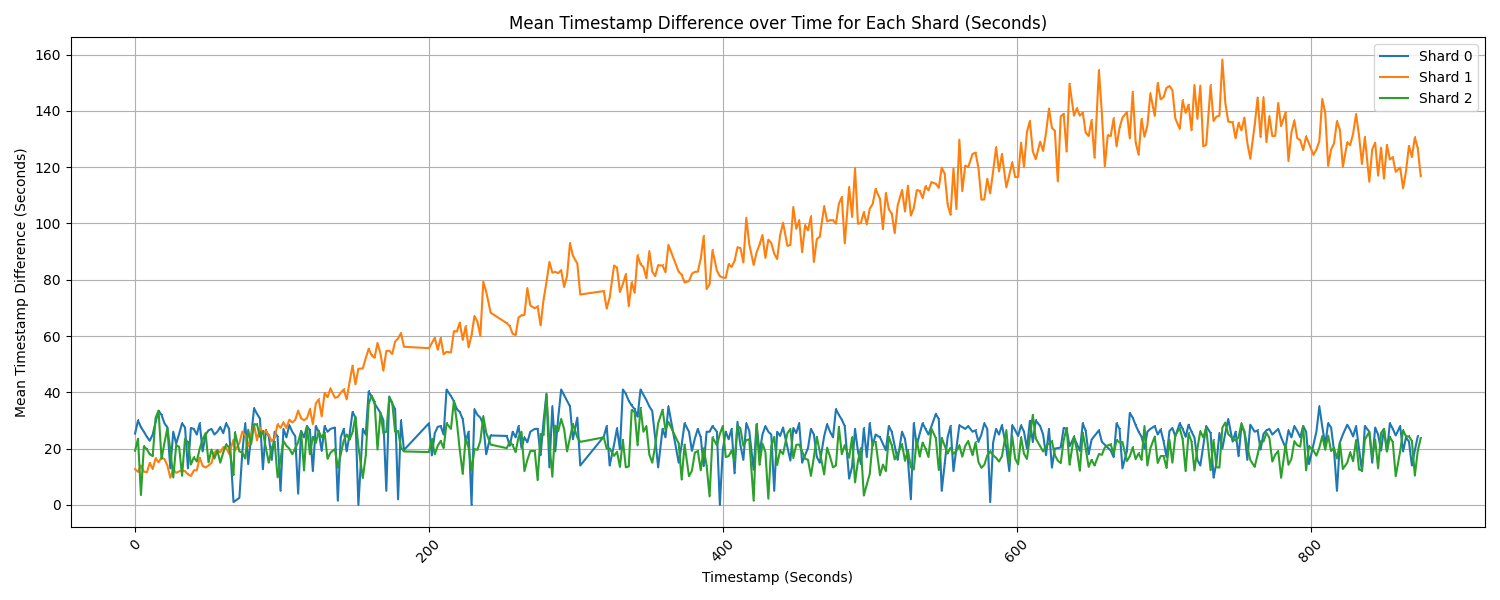 Mean Timestamp Difference over Time for Each Shard (Seconds)
Mean Timestamp Difference (Seconds)
160
140
120
100
80
60
40
20
0
Shard 0
Shard 1
Shard 2
0
200
400
600
800
Timestamp (Seconds)